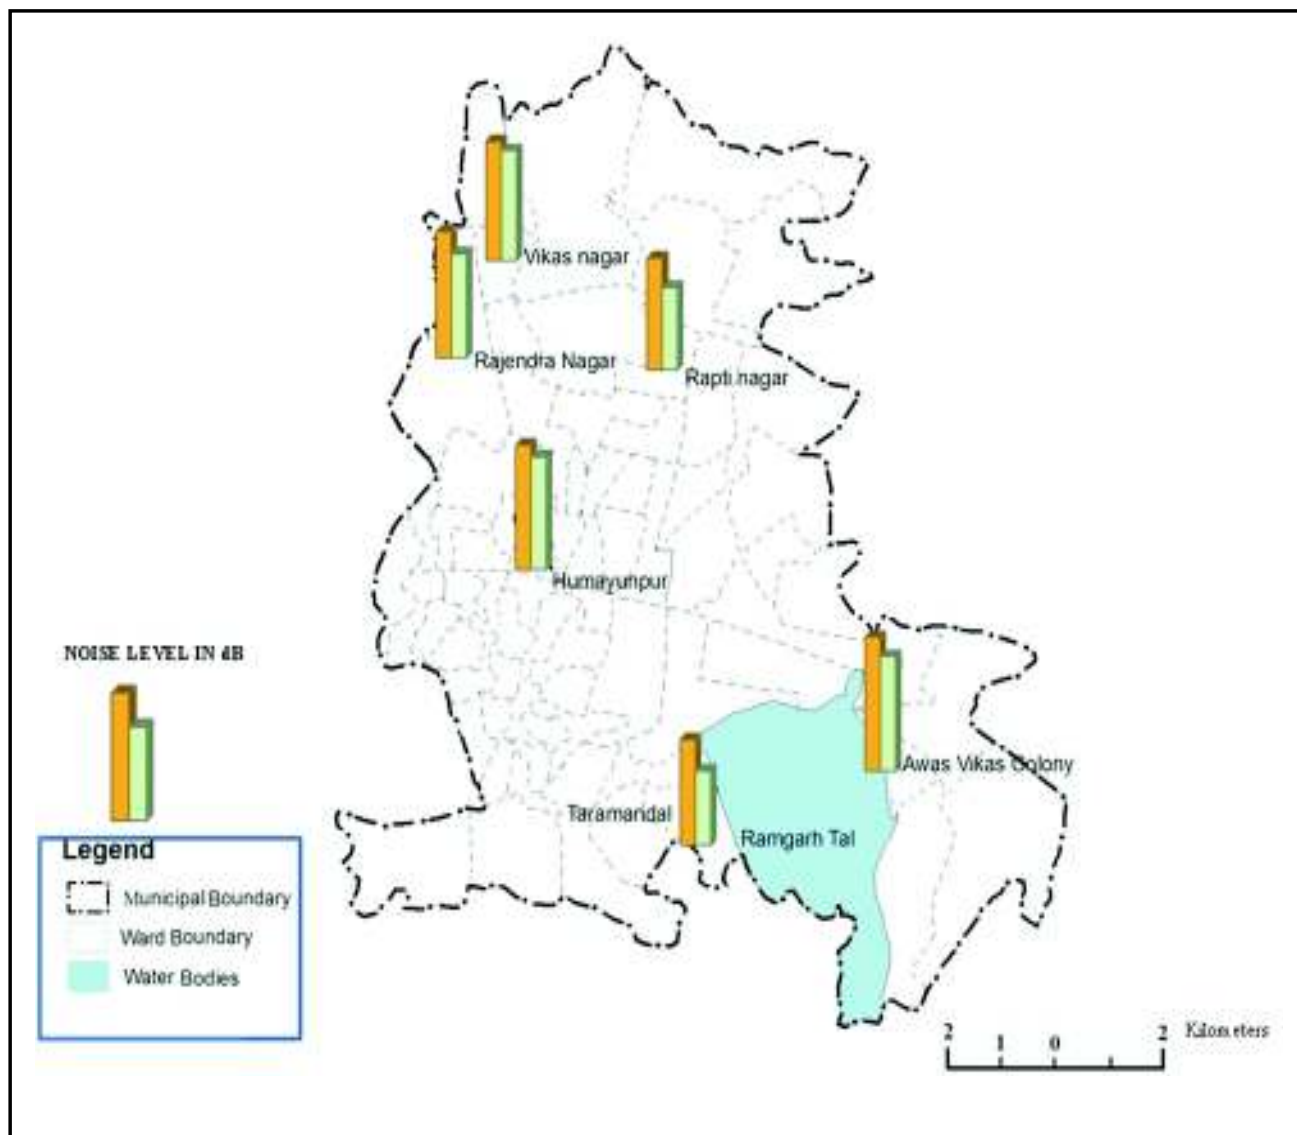 Vikas nagar
Rajendra Nagar
Rapti nagar
Humayunpur
NOISE LEVEL IN dB
Awas Vikas Colony
Taramandal
Ramgarh Tal
Legend
Municipal Boundary
Ward Boundary
Water Bodies
2 1 0 2 Kilometers